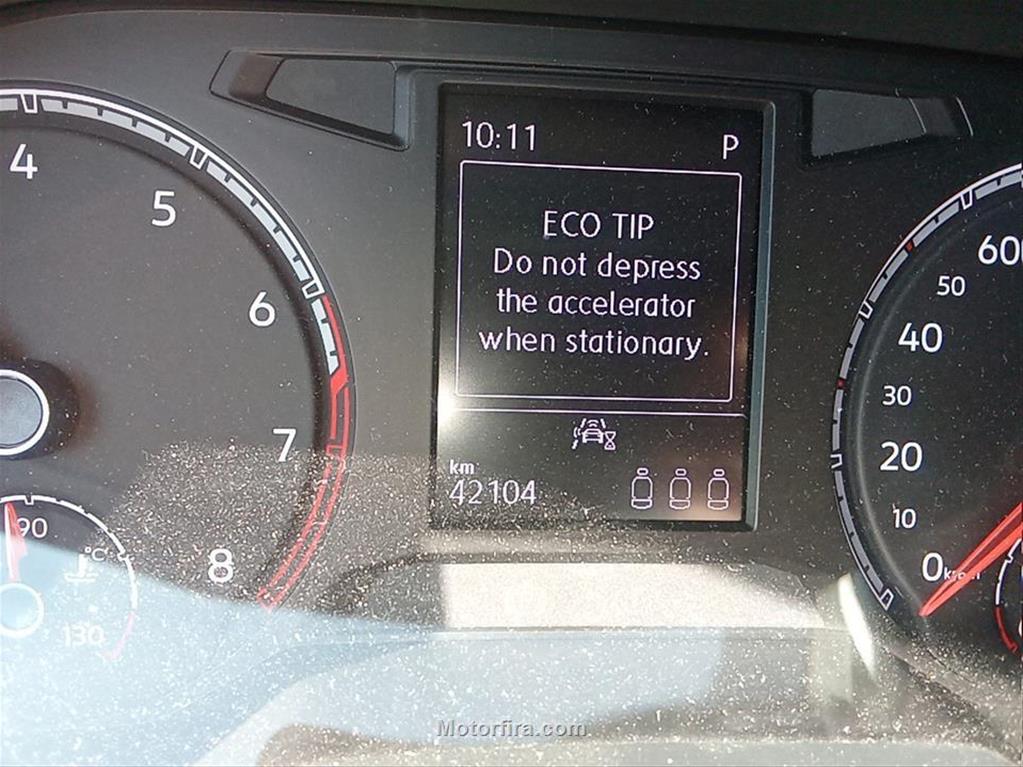 10:11 P
ECO TIP
Do not depress
the accelerator
when stationary.
km
42104
4
5
6
7
8
90
°C
130
60
50
40
30
20
10
0
Motorfira.com